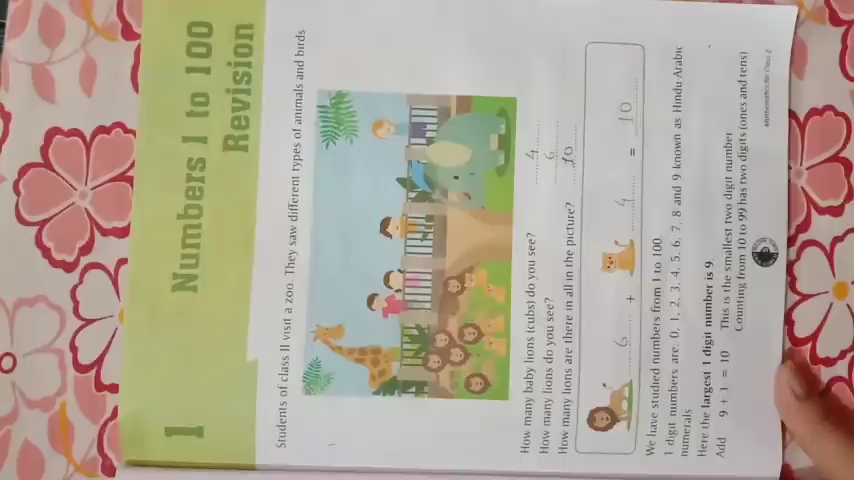 1
Numbers 1 to 100
Revision
Students of class II visit a zoo. They saw different types of animals and birds
How many baby lions (cubs) do you see? 4
How many lions do you see? 6
How many lions are there in all in the picture? 10
6 + 4 = 10
We have studied numbers from 1 to 100.
1 digit numbers are: 0, 1, 2, 3, 4, 5, 6, 7, 8 and 9 known as Hindu Arabic
numerals
Here the largest 1 digit number is 9.
Add 9 + 1 = 10 This is the smallest two digit number
Counting from 10 to 99 has two digits (ones and tens)
Mathematics for Class 2